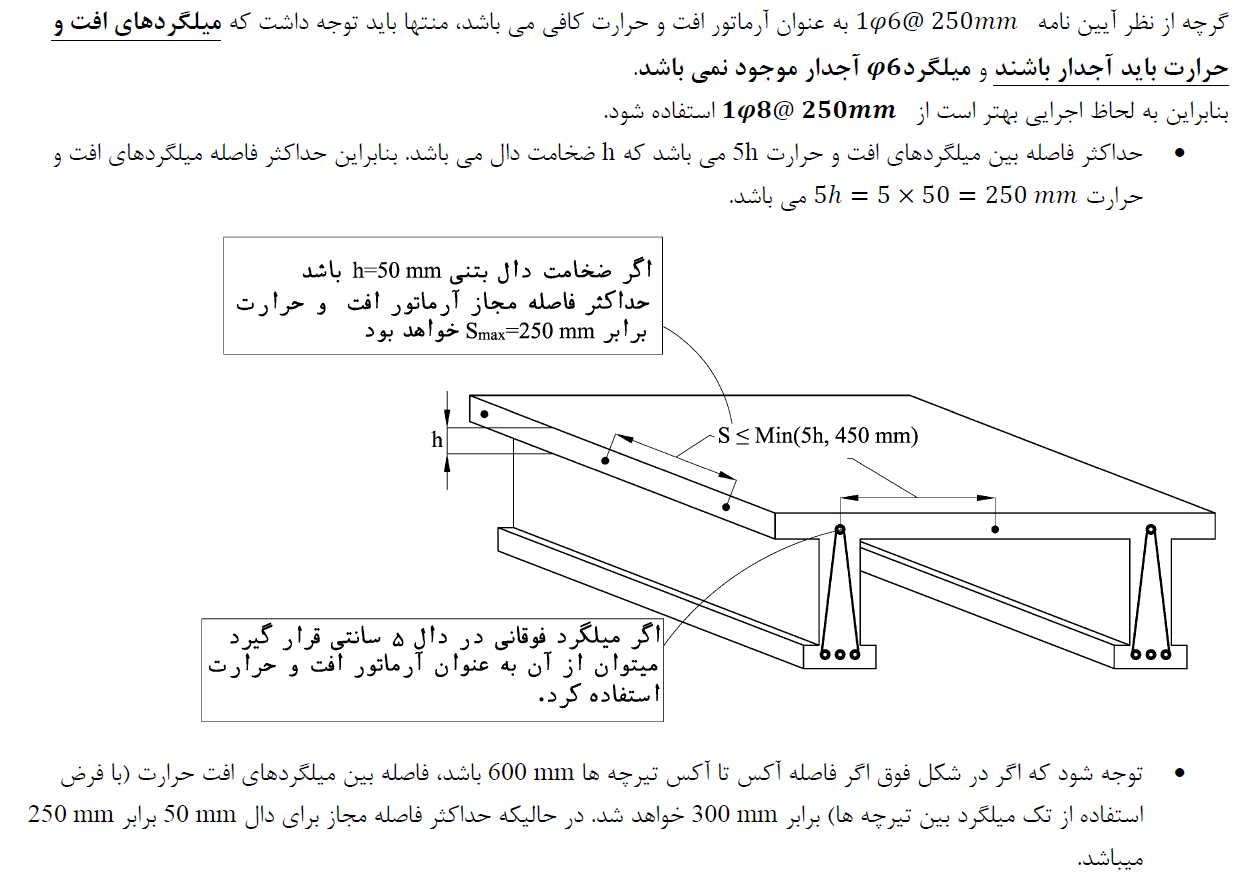 گرچه از نظر آیین نامه 1φ6@ 250mm به عنوان آرماتور افت و حرارت کافی می باشد، منتها باید توجه داشت که میلگردهای افت و
حرارت باید آجدار باشند و میلگرد φ6 آجدار موجود نمی باشد.
بنابراین به لحاظ اجرایی بهتر است از 1φ8@ 250mm استفاده شود.
• حداکثر فاصله بین میلگردهای افت و حرارت 5h می باشد که h ضخامت دال می باشد. بنابراین حداکثر فاصله میلگردهای افت و
حرارت 5h = 5 × 50 = 250 mm می باشد.
اگر ضخامت دال بتنی h=50 mm باشد
حداکثر فاصله مجاز آرماتور افت و حرارت
برابر Smax=250 mm خواهد بود
h
S ≤ Min(5h, 450 mm)
اگر میلگرد فوقانی در دال ۵ سانتی قرار گیرد
میتوان از آن به عنوان آرماتور افت و حرارت
استفاده کرد.
• توجه شود که اگر در شکل فوق اگر فاصله آکس تا آکس تیرچه ها 600 mm باشد، فاصله بین میلگردهای افت حرارت (با فرض
استفاده از تک میلگرد بین تیرچه ها) برابر 300 mm خواهد شد. در حالیکه حداکثر فاصله مجاز برای دال 50 mm برابر 250 mm
میباشد.